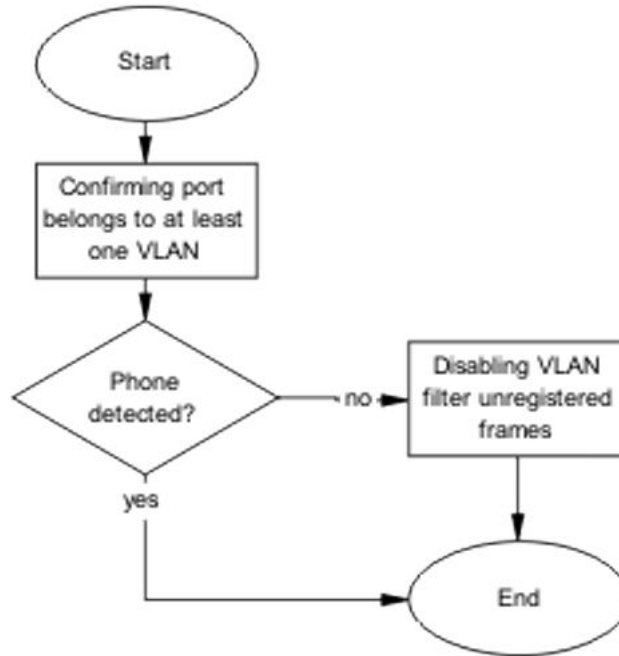 Start
Confirming port
belongs to at least
one VLAN
Phone
detected?
no
Disabling VLAN
filter unregistered
frames
yes
End